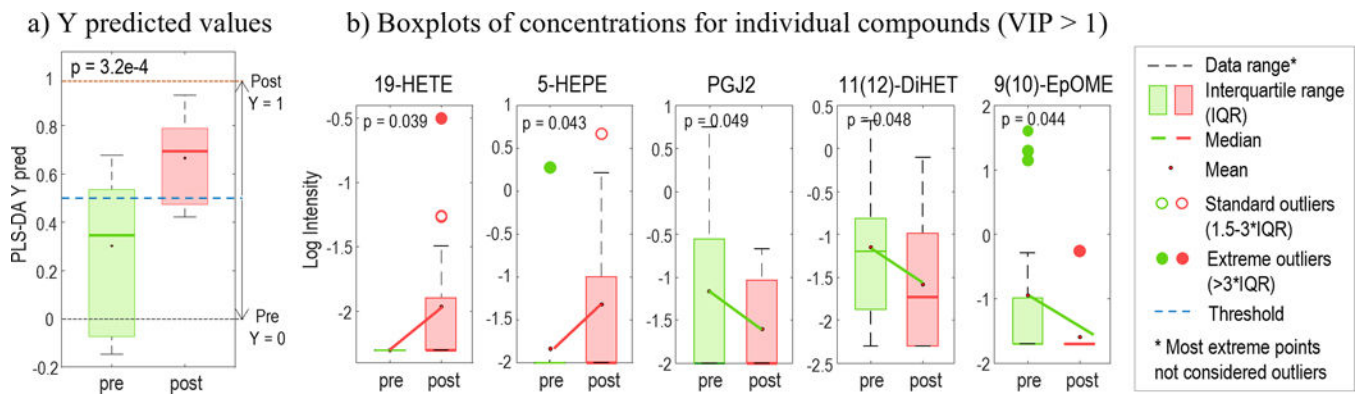 a) Y predicted values
b) Boxplots of concentrations for individual compounds (VIP > 1)
PLS-DA Y pred
1
0.8
0.6
0.4
0.2
0
-0.2
p = 3.2e-4
Post
Y = 1
Pre
Y = 0
pre
post
Log Intensity
19-HETE
p = 0.039
-0.5
-1
-1.5
-2
pre
post
5-HEPE
p = 0.043
1
0.5
0
-0.5
-1
-1.5
-2
pre
post
PGJ2
p = 0.049
1
0.5
0
-0.5
-1
-1.5
-2
pre
post
11(12)-DiHET
p = 0.048
0.5
0
-0.5
-1
-1.5
-2
-2.5
pre
post
9(10)-EpOME
p = 0.044
2
1
0
-1
-2
pre
post
Data range*
Interquartile range
(IQR)
Median
Mean
Standard outliers
(1.5-3*IQR)
Extreme outliers
(>3*IQR)
Threshold
* Most extreme points
not considered outliers